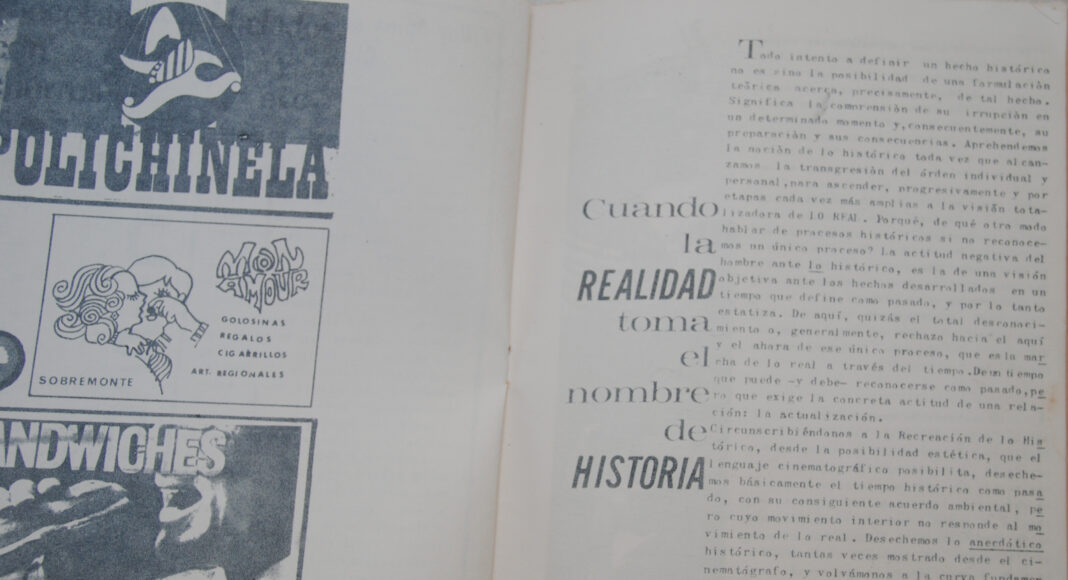 POLICHINELA
MON
AMOUR
GOLOSINAS
REGALOS
CIGARRILLOS
ART. REGIONALES
SOBREMONTE
ANDWICHES
Cuando
la
REALIDAD
toma
el
nombre
de
HISTORIA
Todo intento a definir un hecho histórico
no es sino la posibilidad de una formulación
teórica acerca, precisamente, de tal hecho.
Significa la comprensión de su irrupción en
un determinado momento y,consecuentemente, su
preparación y sus consecuencias. Aprehendemos
la noción de lo histórico toda vez que alcan-
zamos la transgresión del órden individual y
personal,para ascender, progresivamente y por
etapas cada vez más amplias a la visión tota-
lizadora de LO REAL. Porqué, de qué otro modo
hablar de procesos históricos si no reconoce-
mos un único proceso? La actitud negativa del
hombre ante lo histórico, es la de una visión
objetiva ante los hechos desarrollados en un
tiempo que define como pasado, y por lo tanto
estatiza. De aquí, quizás el total desconoci-
miento o, generalmente, rechazo hacia el aquí
y el ahora de ese único proceso, que es la mar
cha de lo real a través del tiempo.De un tiempo
que puede -y debe- reconocerse como pasado,pe
ro que exige la concreta actitud de una rela-
ción: la actualización.
Circunscribiéndonos a la Recreación de lo His
tórico, desde la posibilidad estética, que el
lenguaje cinematográfico posibilita, deseche-
mos básicamente el tiempo histórico como pasa
do, con su consiguiente acuerdo ambiental, pe
ro cuyo movimiento interior no responde al mo
vimiento de lo real. Desechemos lo anecdótico
histórico, tantas veces mostrado desde el ci-
nematógrafo, y volvamos a la curva